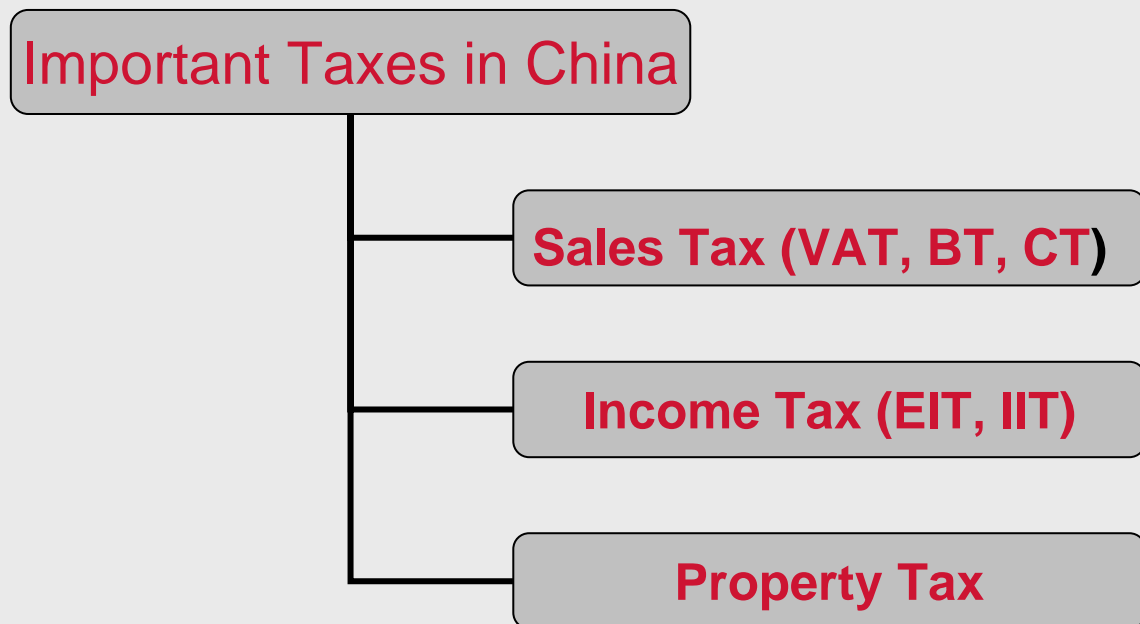 Important Taxes in China
Sales Tax (VAT, BT, CT)
Income Tax (EIT, IIT)
Property Tax